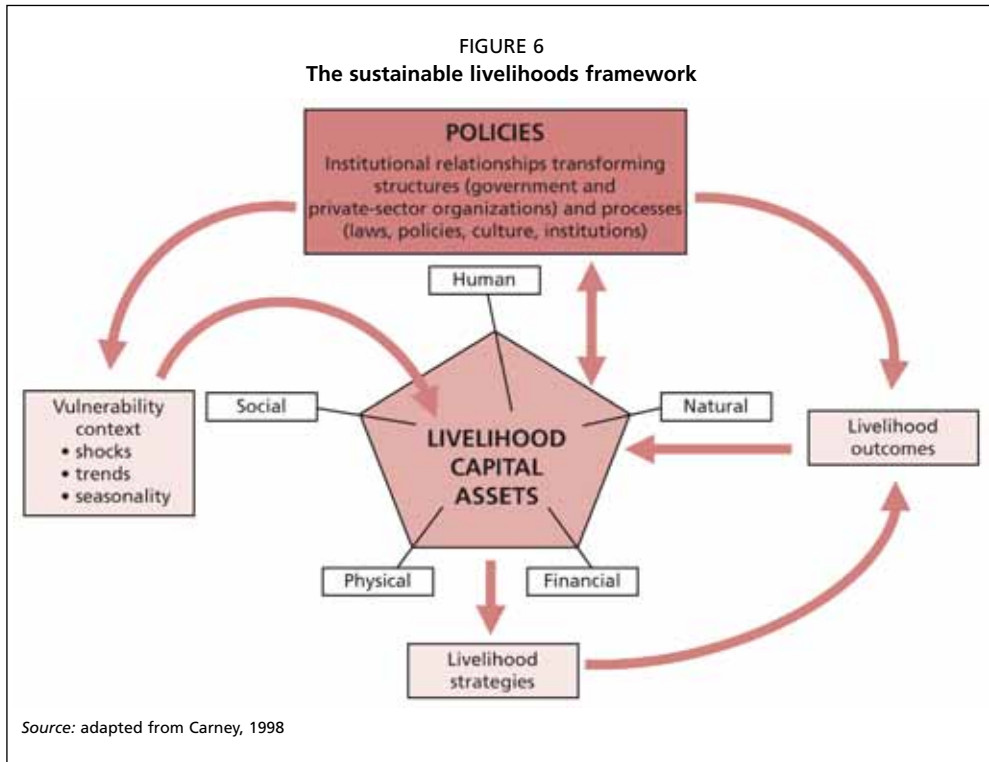 FIGURE 6
The sustainable livelihoods framework
POLICIES
Institutional relationships transforming
structures (government and
private-sector organizations) and processes
(laws, policies, culture, institutions)
Human
Social
Natural
Vulnerability
context
• shocks
• trends
• seasonality
LIVELIHOOD
CAPITAL
ASSETS
Livelihood
outcomes
Physical
Financial
Livelihood
strategies
Source: adapted from Carney, 1998